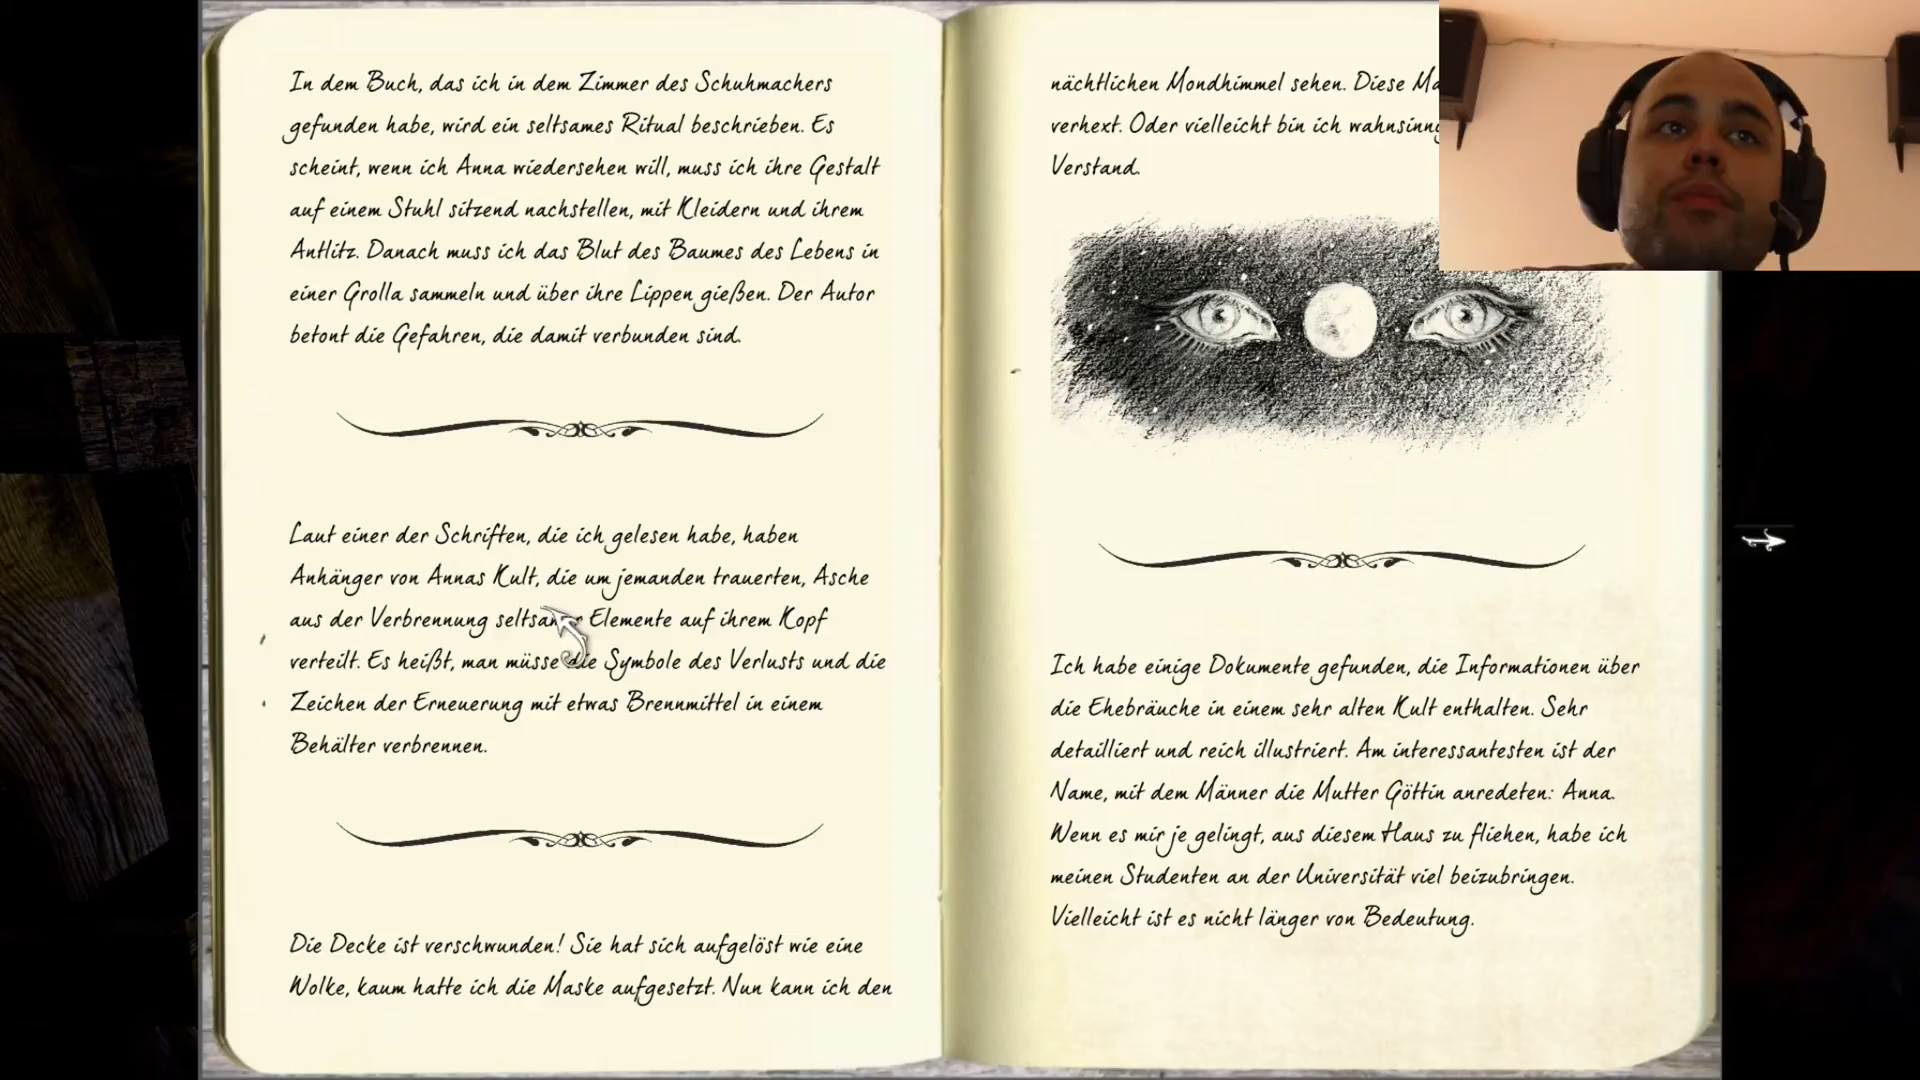 In dem Buch, das ich in dem Zimmer des Schuhmachers
gefunden habe, wird ein seltsames Ritual beschrieben. Es
scheint, wenn ich Anna wiedersehen will, muss ich ihre Gestalt
auf einem Stuhl sitzend nachstellen, mit Kleidern und ihrem
Antlitz. Danach muss ich das Blut des Baumes des Lebens in
einer Grolla sammeln und über ihre Lippen gießen. Der Autor
betont die Gefahren, die damit verbunden sind.
Laut einer der Schriften, die ich gelesen habe, haben
Anhänger von Annas Kult, die um jemanden trauerten, Asche
aus der Verbrennung Elemente auf ihrem Kopf
verteilt. Es heißt, man müsse die Symbole des Verlusts und die
Zeichen der Erneuerung mit etwas Brennmittel in einem
Behälter verbrennen.
Die Decke ist verschwunden! Sie hat sich aufgelöst wie eine
Wolke, kaum hatte ich die Maske aufgesetzt. Nun kann ich den
nächtlichen Mondhimmel sehen. Diese
verhext. Oder vielleicht bin ich
Verstand.
Ich habe einige Dokumente gefunden, die Informationen über
die Ehebräuche in einem sehr alten Kult enthalten. Sehr
detailliert und reich illustriert. Am interessantesten ist der
Name, mit dem Männer die Mutter Göttin anredeten: Anna.
Wenn es mir je gelingt, aus diesem Haus zu fliehen, habe ich
meinen Studenten an der Universität viel beizubringen.
Vielleicht ist es nicht länger von Bedeutung.